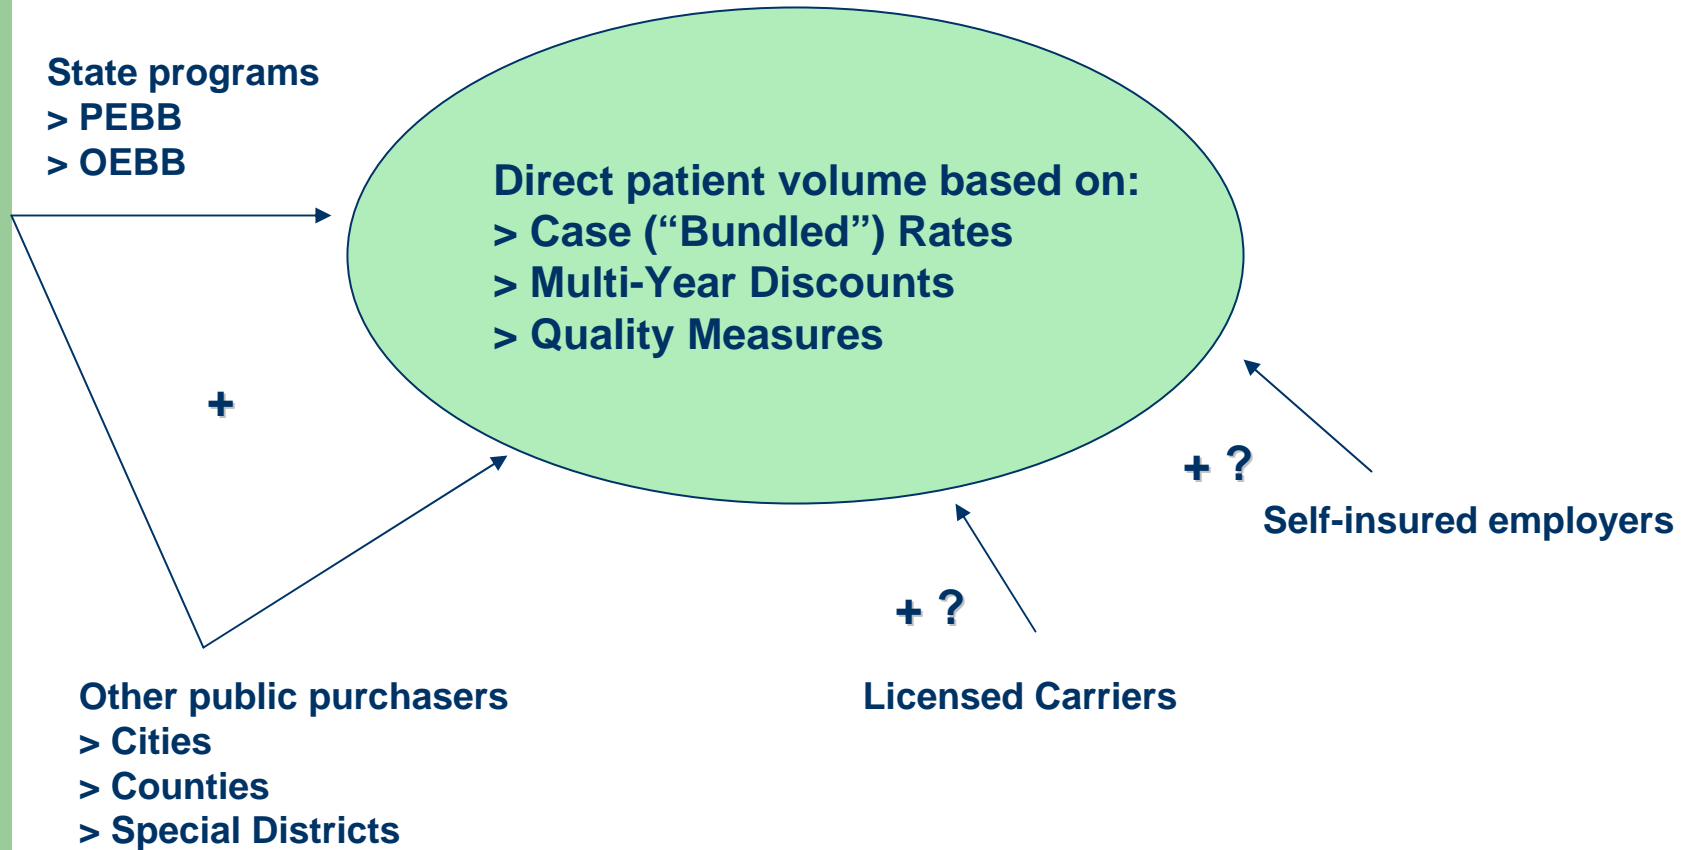 State programs
> PEBB
> OEBB
Direct patient volume based on:
> Case (“Bundled”) Rates
> Multi-Year Discounts
> Quality Measures
+
+ ?
Self-insured employers
+ ?
Other public purchasers
> Cities
> Counties
> Special Districts
Licensed Carriers